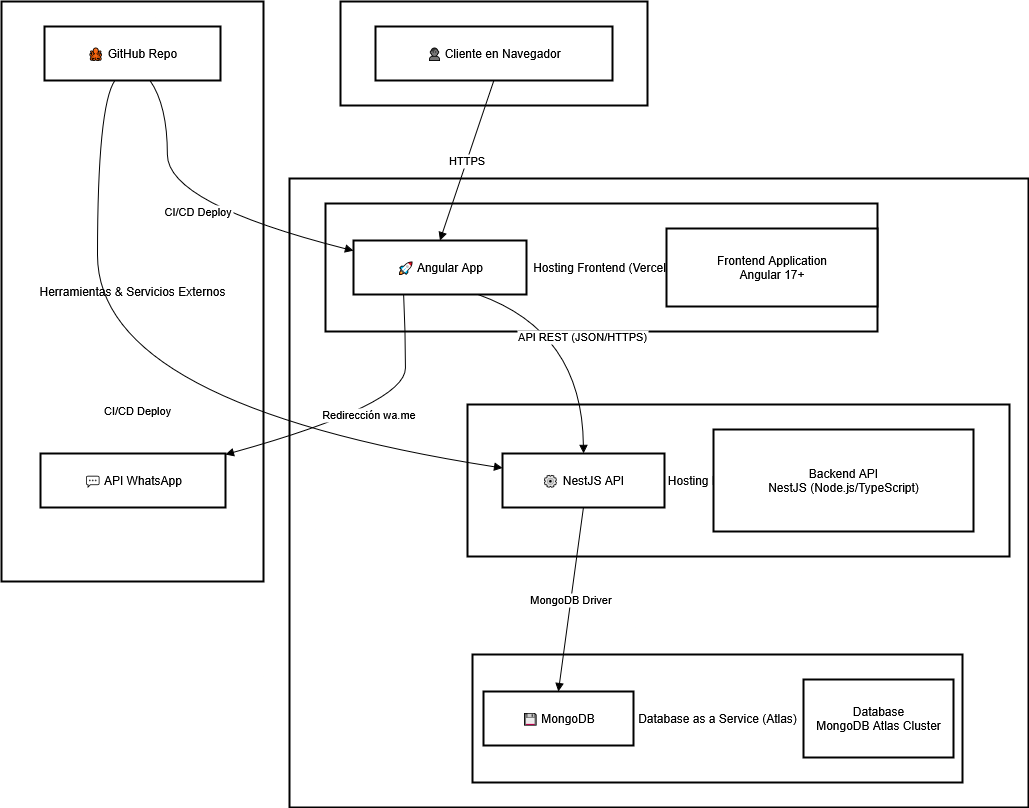 GitHub Repo
Cliente en Navegador
HTTPS
CI/CD Deploy
Angular App
Hosting Frontend (Vercel
Frontend Application
Angular 17+
Herramientas & Servicios Externos
API REST (JSON/HTTPS)
CI/CD Deploy
Redirección wa.me
API WhatsApp
NestJS API
Hosting
Backend API
NestJS (Node.js/TypeScript)
MongoDB Driver
MongoDB
Database as a Service (Atlas)
Database
MongoDB Atlas Cluster